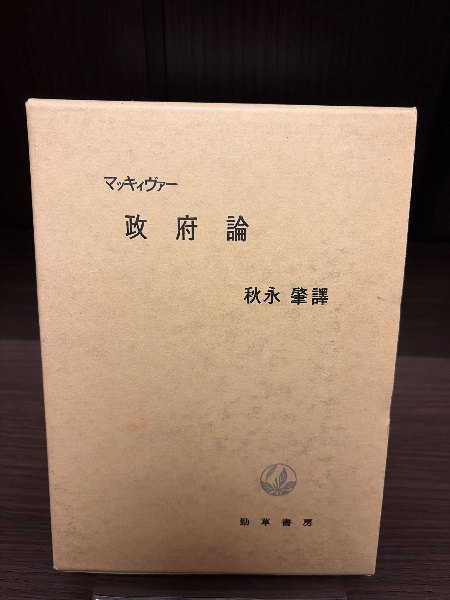 マッキィヴァー
政府論
秋永 肇譯
勁草書房